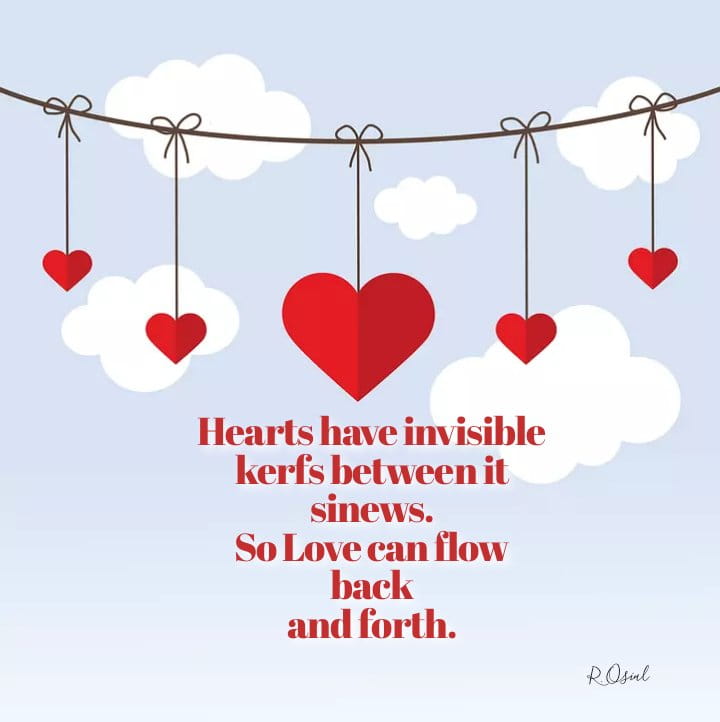 Hearts have invisible
kerfs between it
sinews.
So Love can flow
back
and forth.
R.Osial